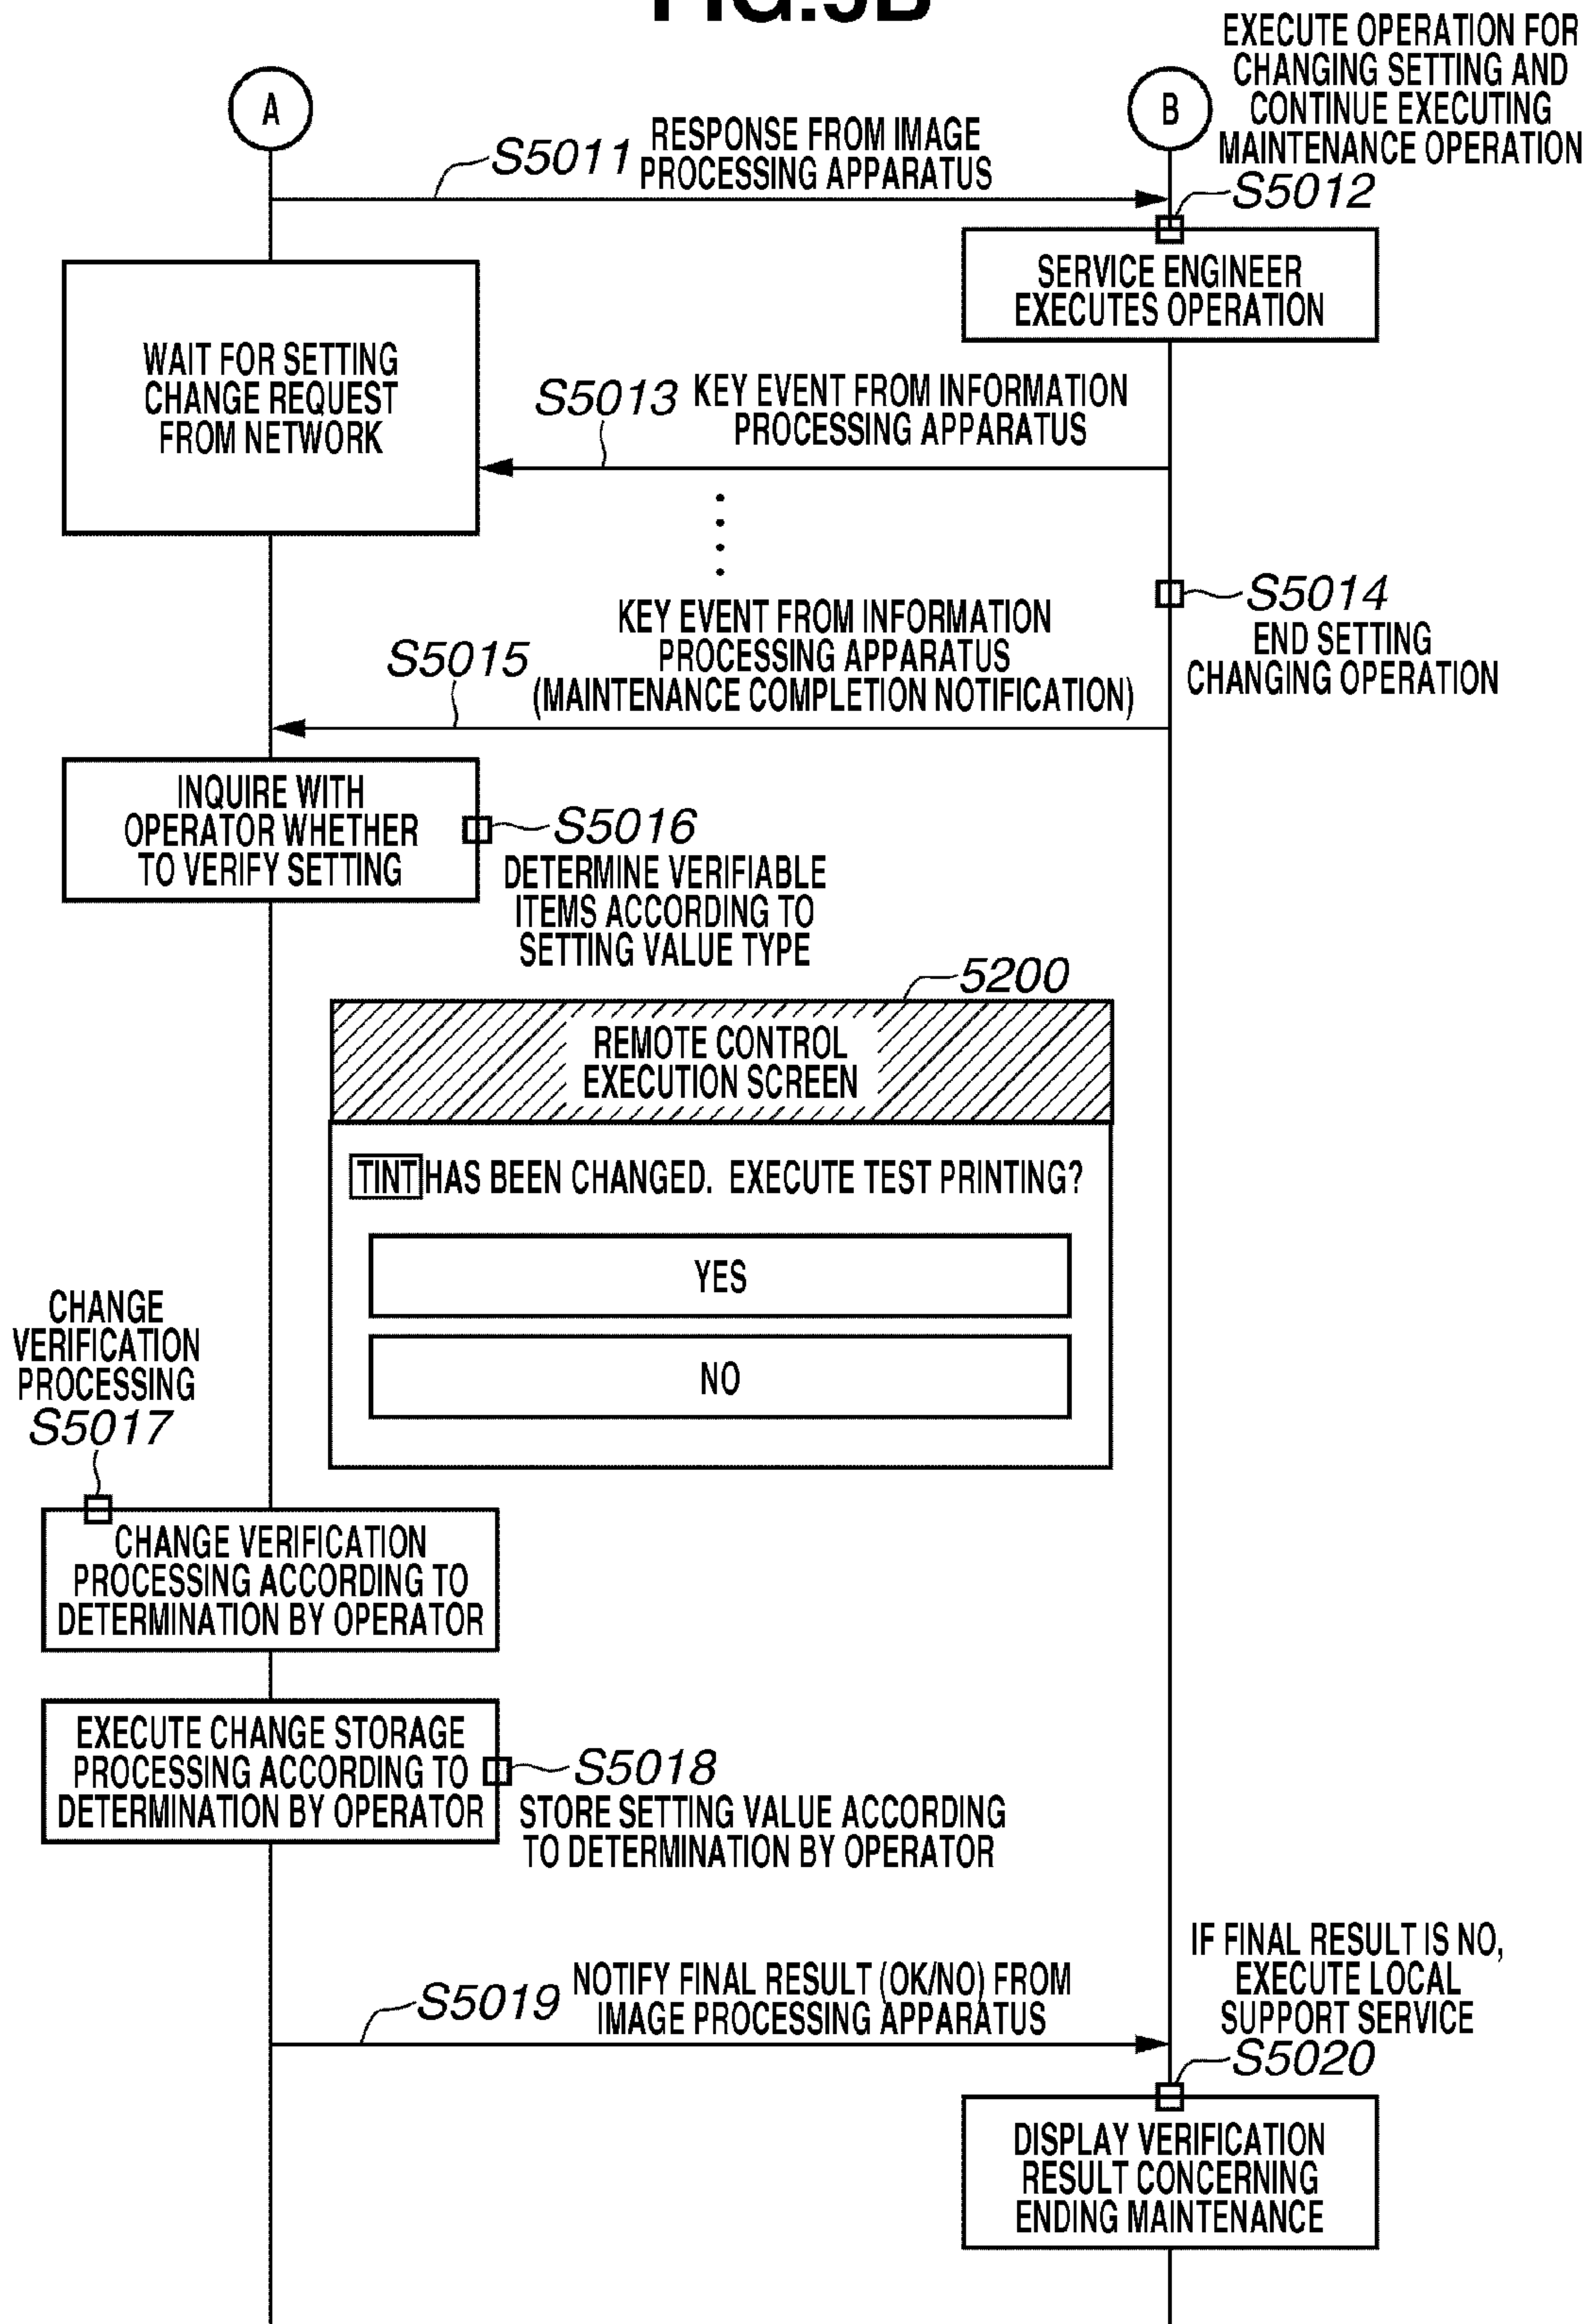 EXECUTE OPERATION FOR
CHANGING SETTING AND
CONTINUE EXECUTING
MAINTENANCE OPERATION
A
B
S5011
RESPONSE FROM IMAGE
PROCESSING APPARATUS
S5012
SERVICE ENGINEER
EXECUTES OPERATION
WAIT FOR SETTING
CHANGE REQUEST
FROM NETWORK
S5013
KEY EVENT FROM INFORMATION
PROCESSING APPARATUS
S5014
END SETTING
CHANGING OPERATION
S5015
KEY EVENT FROM INFORMATION
PROCESSING APPARATUS
(MAINTENANCE COMPLETION NOTIFICATION)
INQUIRE WITH
OPERATOR WHETHER
TO VERIFY SETTING
S5016
DETERMINE VERIFIABLE
ITEMS ACCORDING TO
SETTING VALUE TYPE
5200
REMOTE CONTROL
EXECUTION SCREEN
TINT HAS BEEN CHANGED. EXECUTE TEST PRINTING?
YES
NO
CHANGE
VERIFICATION
PROCESSING
S5017
CHANGE VERIFICATION
PROCESSING ACCORDING TO
DETERMINATION BY OPERATOR
EXECUTE CHANGE STORAGE
PROCESSING ACCORDING TO
DETERMINATION BY OPERATOR
S5018
STORE SETTING VALUE ACCORDING
TO DETERMINATION BY OPERATOR
S5019
NOTIFY FINAL RESULT (OK/NO) FROM
IMAGE PROCESSING APPARATUS
IF FINAL RESULT IS NO,
EXECUTE LOCAL
SUPPORT SERVICE
S5020
DISPLAY VERIFICATION
RESULT CONCERNING
ENDING MAINTENANCE